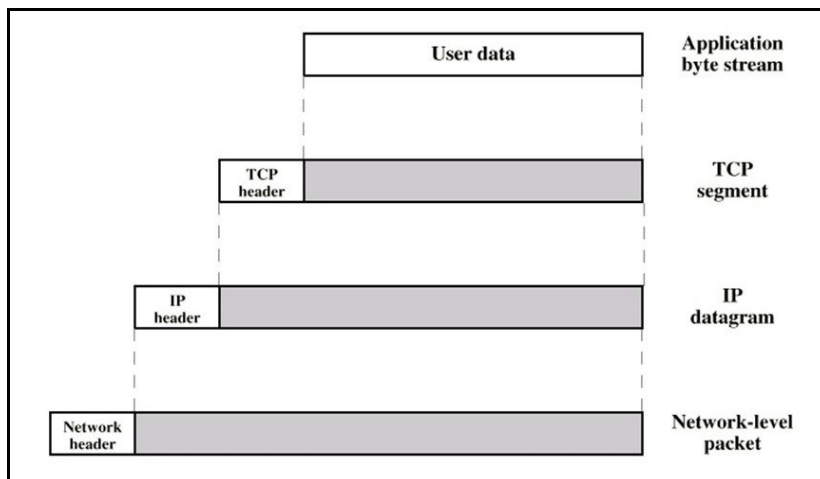 User data
Application
byte stream
TCP
header
TCP
segment
IP
header
IP
datagram
Network
header
Network-level
packet